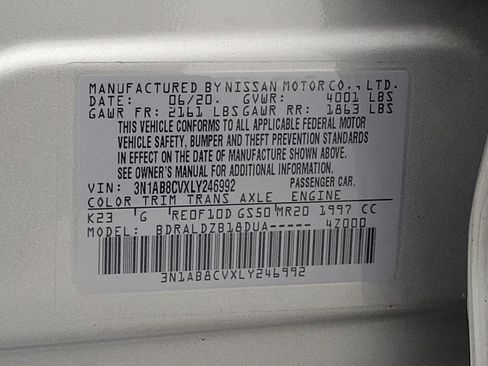 MANUFACTURED BY NISSAN MOTOR CO., LTD.
DATE: 06/20. GVWR: 4001 LBS
GAWR FR: 2161 LBS GAWR RR: 1863 LBS
THIS VEHICLE CONFORMS TO ALL APPLICABLE FEDERAL MOTOR
VEHICLE SAFETY, BUMPER AND THEFT PREVENTION STANDARDS
IN EFFECT ON THE DATE OF MANUFACTURE SHOWN ABOVE.
SEE OWNER'S MANUAL FOR ADDITIONAL INFORMATION.
VIN: 3N1AB8CVXLY246992 PASSENGER CAR.
COLOR TRIM TRANS AXLE ENGINE
K23 G RE0F10D GS50 MR20 1997 CC
MODEL: BDRALDZB18DUA----- 4Z000
3N1AB8CVXLY246992